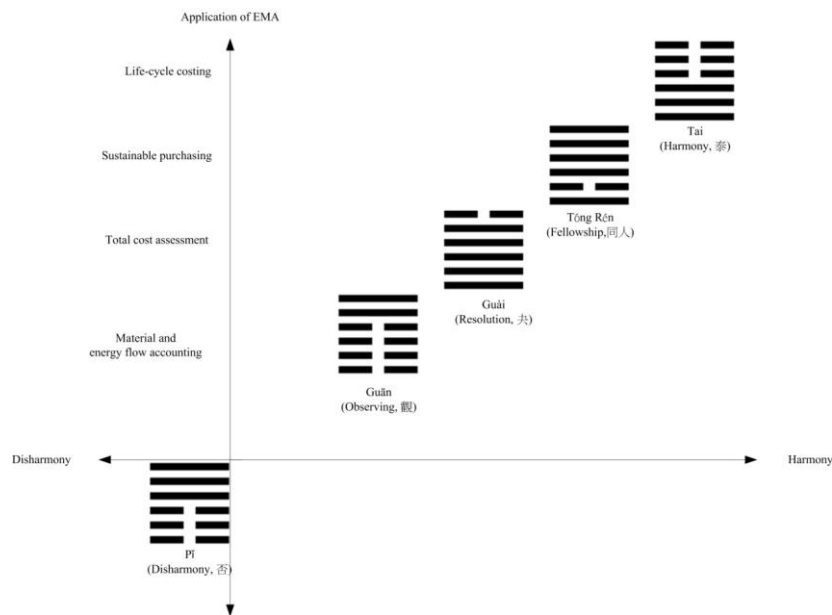 Application of EMA
Life-cycle costing
Tai
(Harmony, 泰)
Sustainable purchasing
Tóng Rén
(Fellowship,同人)
Total cost assessment
Guài
(Resolution, 夬)
Material and
energy flow accounting
Guān
(Observing, 觀)
Disharmony
Harmony
Pǐ
(Disharmony, 否)